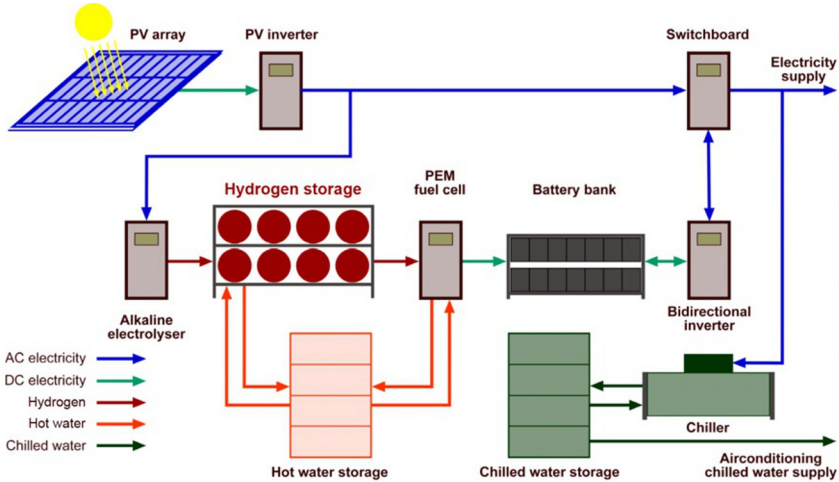 PV array
PV inverter
Switchboard
Electricity
supply
Hydrogen storage
PEM
fuel cell
Battery bank
Alkaline
electrolyser
Bidirectional
inverter
AC electricity
DC electricity
Hydrogen
Hot water
Chilled water
Chiller
Hot water storage
Chilled water storage
Airconditioning
chilled water supply